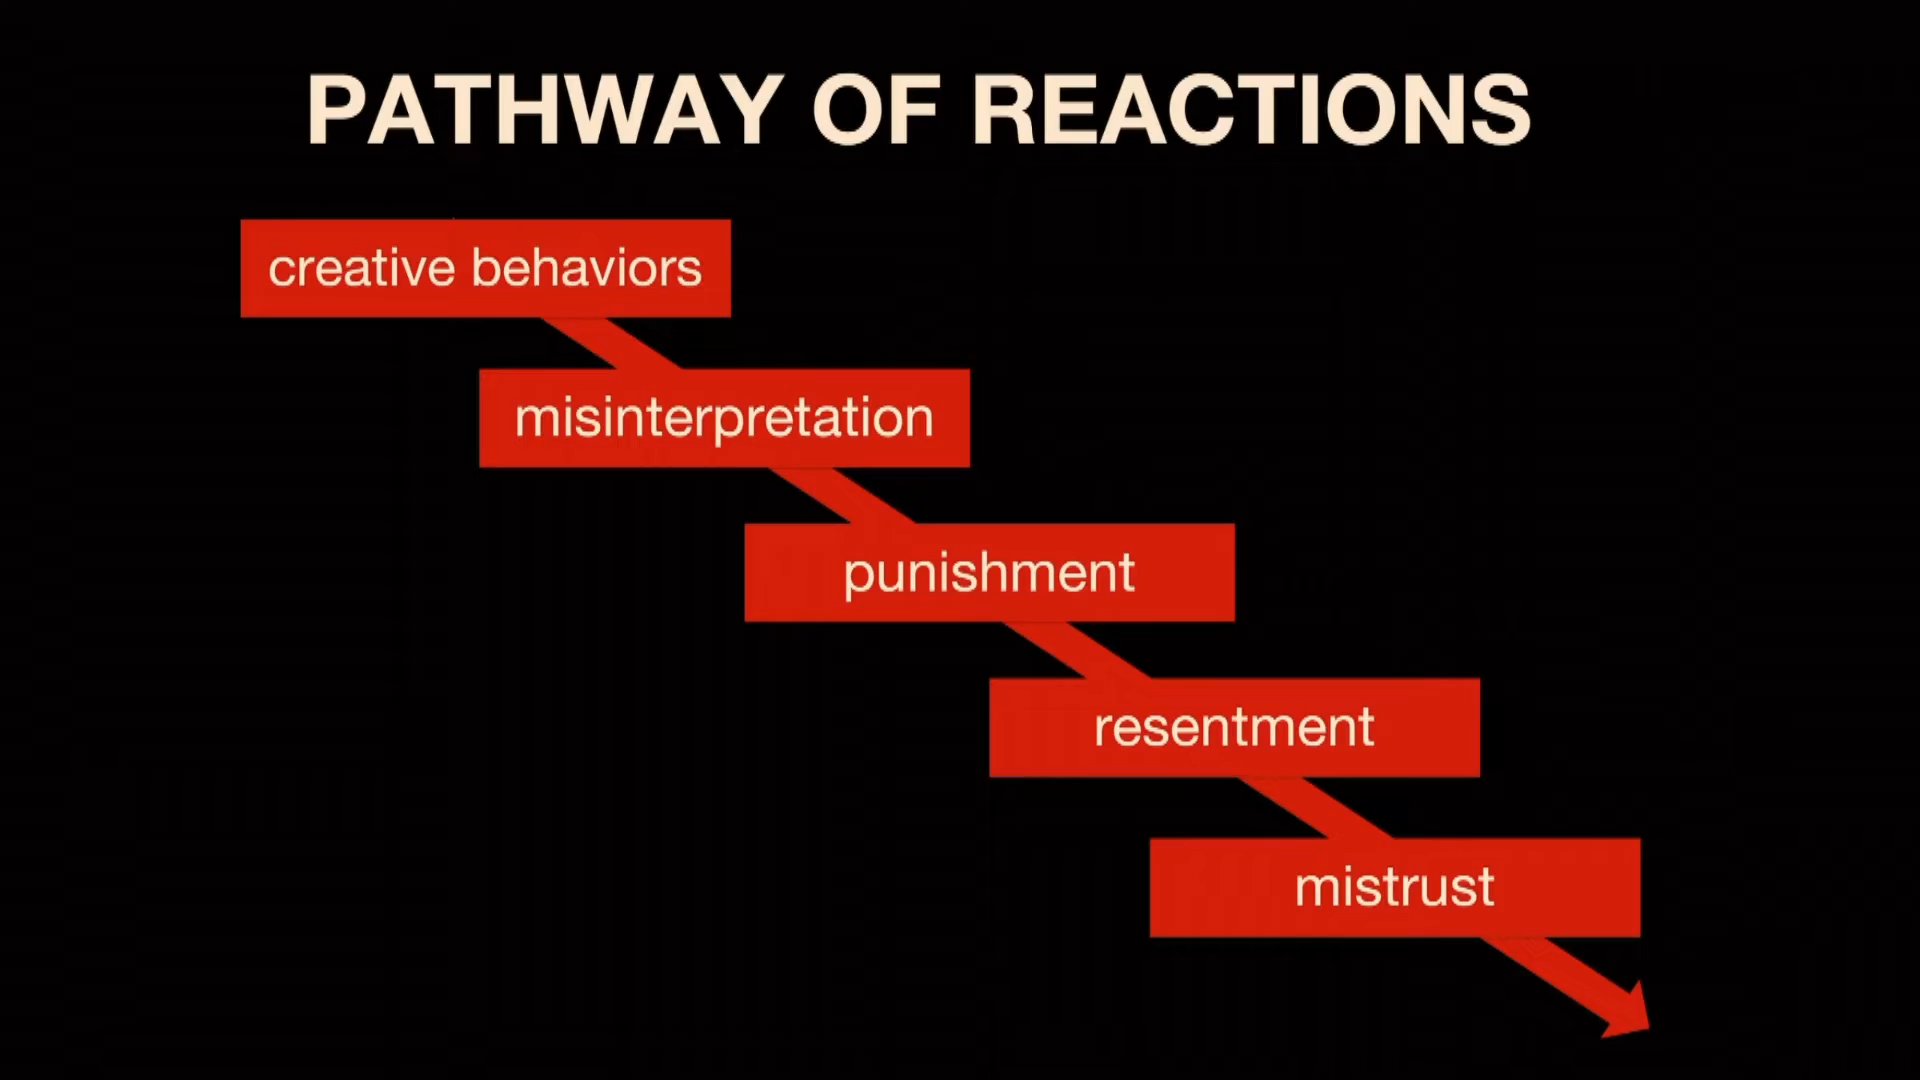 PATHWAY OF REACTIONS
creative behaviors
misinterpretation
punishment
resentment
mistrust